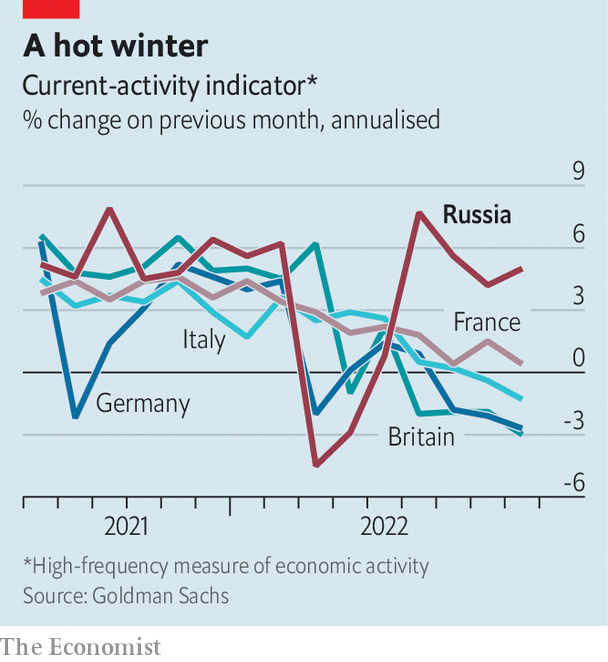 A hot winter
Current-activity indicator*
% change on previous month, annualised
9
Russia
6
3
France
Italy
0
Germany
-3
Britain
-6
2021
2022
*High-frequency measure of economic activity
Source: Goldman Sachs
The Economist